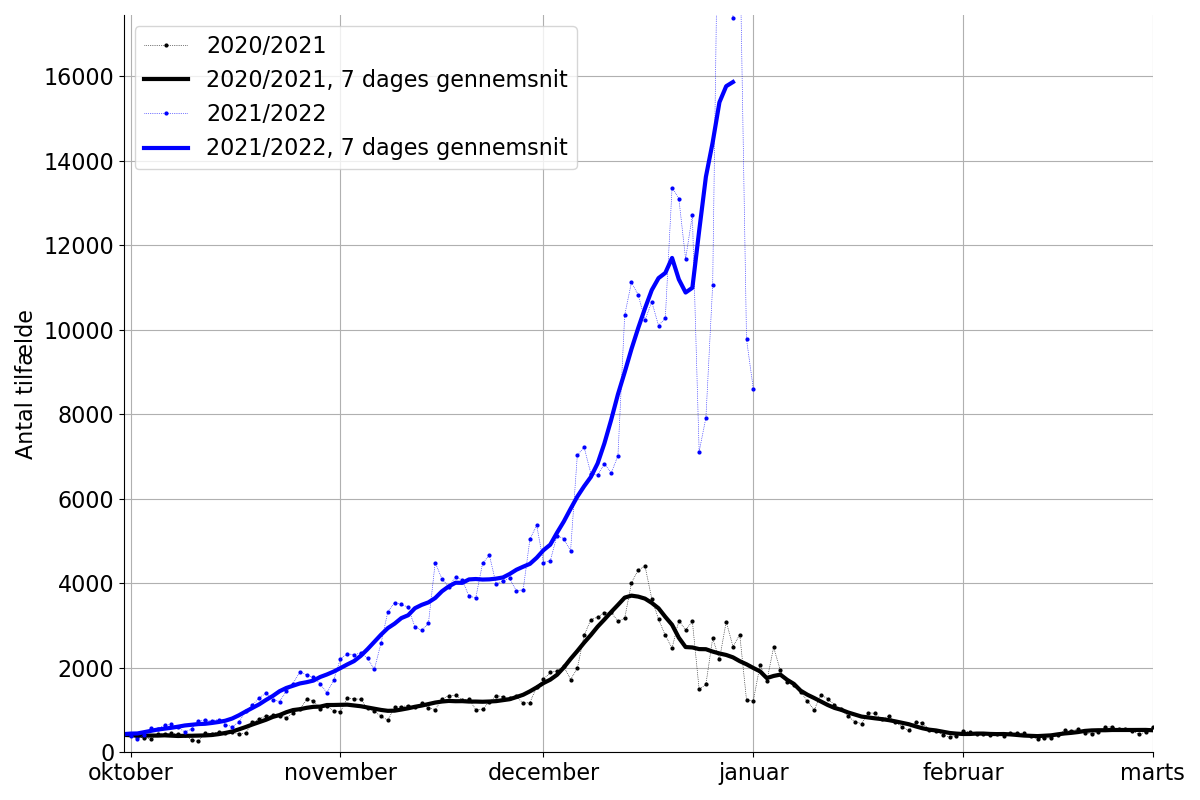 2020/2021
2020/2021, 7 dages gennemsnit
2021/2022
2021/2022, 7 dages gennemsnit
Antal tilfælde
16000
14000
12000
10000
8000
6000
4000
2000
0
oktober november december januar februar marts